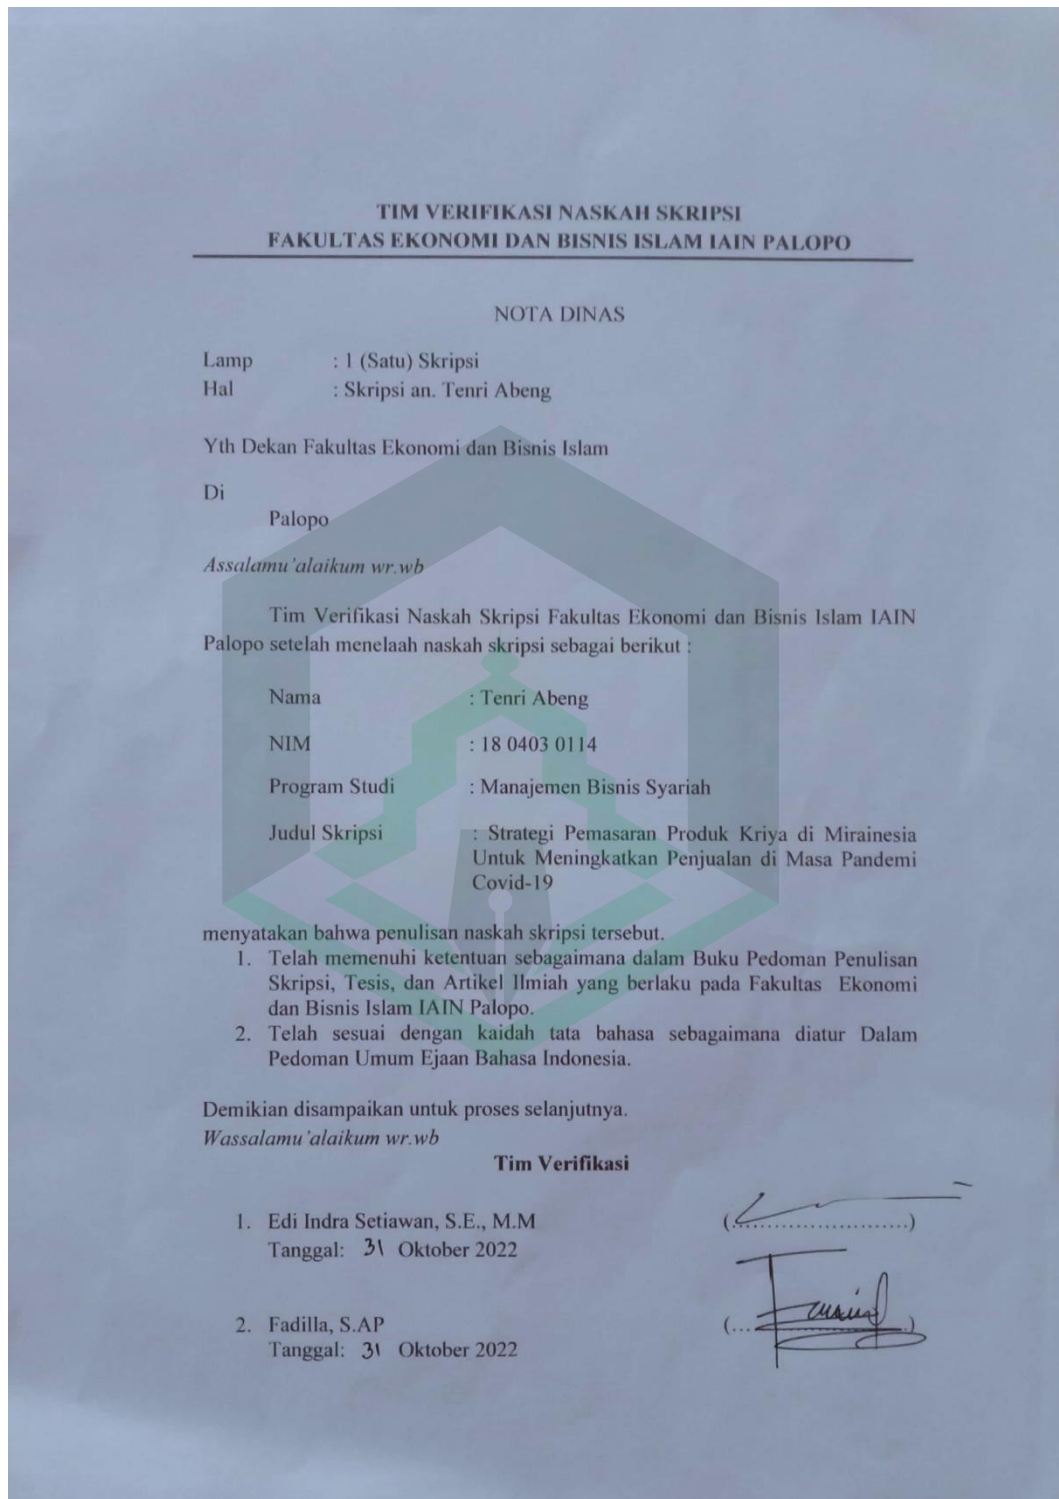 TIM VERIFIKASI NASKAH SKRIPSI
FAKULTAS EKONOMI DAN BISNIS ISLAM IAIN PALOPO
NOTA DINAS
Lamp : 1 (Satu) Skripsi
Hal : Skripsi an. Tenri Abeng
Yth Dekan Fakultas Ekonomi dan Bisnis Islam
Di
Palopo
Assalamu'alaikum wr.wb
Tim Verifikasi Naskah Skripsi Fakultas Ekonomi dan Bisnis Islam IAIN
Palopo setelah menelaah naskah skripsi sebagai berikut :
Nama : Tenri Abeng
NIM : 18 0403 0114
Program Studi : Manajemen Bisnis Syariah
Judul Skripsi : Strategi Pemasaran Produk Kriya di Mirainesia
Untuk Meningkatkan Penjualan di Masa Pandemi
Covid-19
menyatakan bahwa penulisan naskah skripsi tersebut.
1. Telah memenuhi ketentuan sebagaimana dalam Buku Pedoman Penulisan
Skripsi, Tesis, dan Artikel Ilmiah yang berlaku pada Fakultas Ekonomi
dan Bisnis Islam IAIN Palopo.
2. Telah sesuai dengan kaidah tata bahasa sebagaimana diatur Dalam
Pedoman Umum Ejaan Bahasa Indonesia.
Demikian disampaikan untuk proses selanjutnya.
Wassalamu'alaikum wr.wb
Tim Verifikasi
1. Edi Indra Setiawan, S.E., M.M (........................)
Tanggal: 31 Oktober 2022
2. Fadilla, S.AP (........................)
Tanggal: 31 Oktober 2022